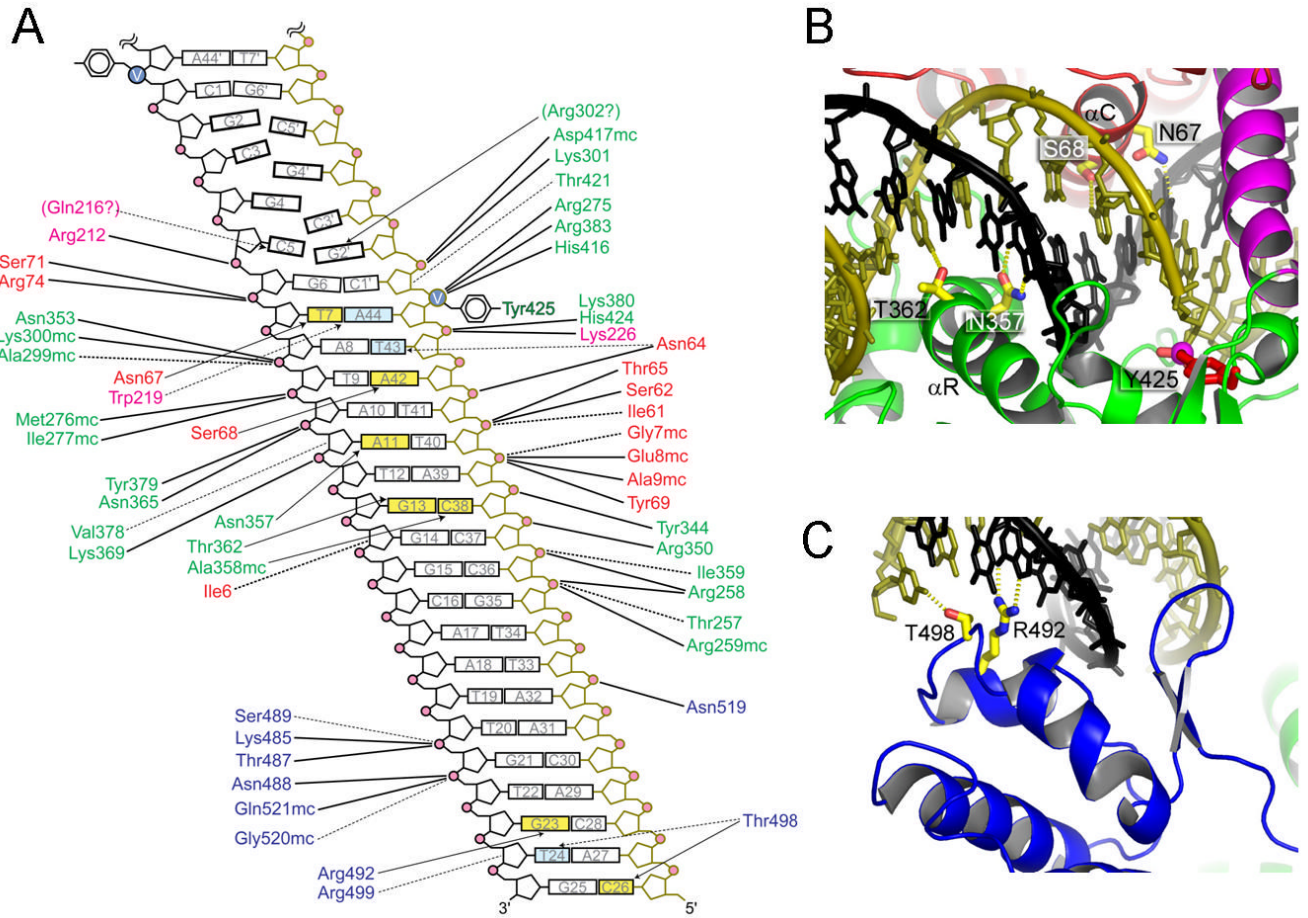 A
A44' T7'
V
C1 G6'
G2 C5'
C3 G4'
G4 C3'
C5 G2'
G6 C1'
T7 A44
V
A8 T43
T9 A42
A10 T41
A11 T40
T12 A39
G13 C38
G14 C37
G15 C36
C16 G35
A17 T34
A18 T33
T19 A32
T20 A31
G21 C30
T22 A29
G23 C28
T24 A27
G25 C26
3' 5'
(Gln216?)
Arg212
Ser71
Arg74
Asn353
Lys300mc
Ala299mc
Asn67
Trp219
Met276mc
Ile277mc
Ser68
Tyr379
Asn365
Val378
Lys369
Asn357
Thr362
Ala358mc
Ile6
Ser489
Lys485
Thr487
Asn488
Gln521mc
Gly520mc
Arg492
Arg499
(Arg302?)
Asp417mc
Lys301
Thr421
Arg275
Arg383
His416
Tyr425
Lys380
His424
Lys226
Asn64
Thr65
Ser62
Ile61
Gly7mc
Glu8mc
Ala9mc
Tyr69
Tyr344
Arg350
Ile359
Arg258
Thr257
Arg259mc
Asn519
Thr498
B
αC
N67
S68
T362
N357
αR
Y425
C
T498
R492